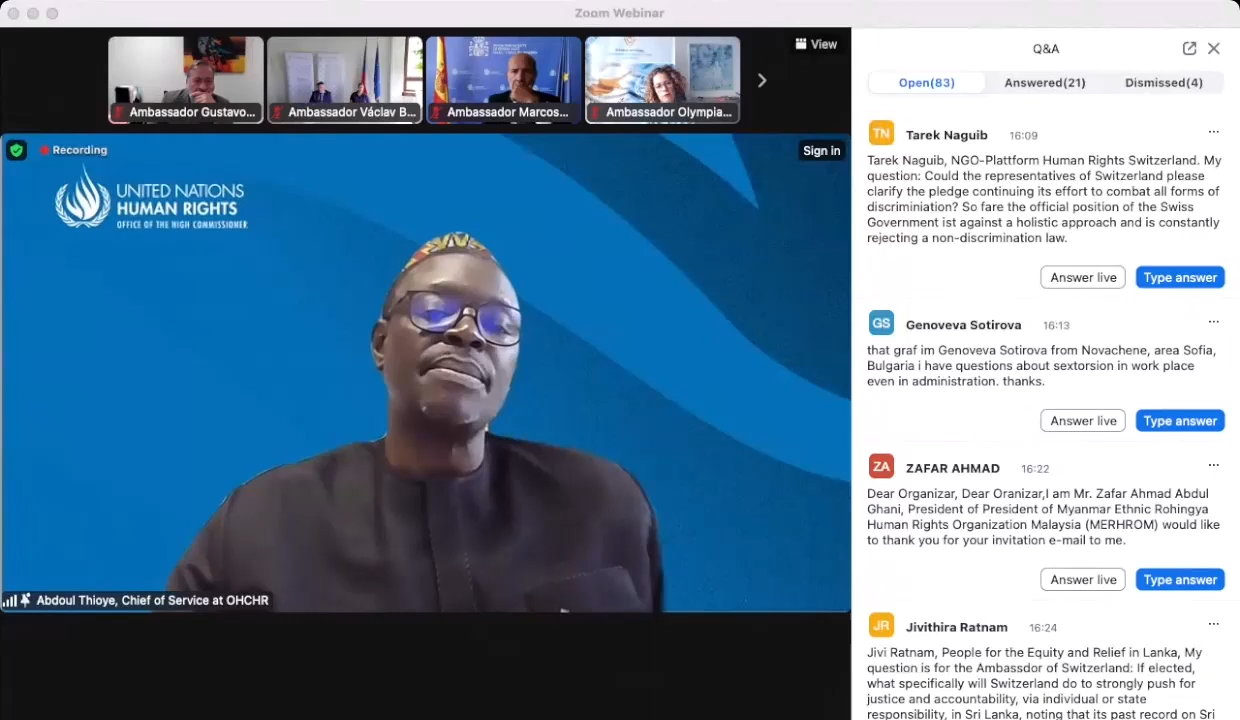 Zoom Webinar
View
Ambassador Gustavo...
Ambassador Václav B...
Ambassador Marcos...
Ambassador Olympia...
Recording
Sign in
UNITED NATIONS
HUMAN RIGHTS
OFFICE OF THE HIGH COMMISSIONER
Abdoul Thioye, Chief of Service at OHCHR
Q&A
Open(83)
Answered(21)
Dismissed(4)
TN
Tarek Naguib 16:09
Tarek Naguib, NGO-Plattform Human Rights Switzerland. My
question: Could the representatives of Switzerland please
clarify the pledge continuing its effort to combat all forms of
discriminiation? So fare the official position of the Swiss
Government ist against a holistic approach and is constantly
rejecting a non-discrimination law.
Answer live
Type answer
GS
Genoveva Sotirova 16:13
that graf im Genoveva Sotirova from Novachene, area Sofia,
Bulgaria i have questions about sextorsion in work place
even in administration. thanks.
Answer live
Type answer
ZA
ZAFAR AHMAD 16:22
Dear Organizar, Dear Oranizar,I am Mr. Zafar Ahmad Abdul
Ghani, President of President of Myanmar Ethnic Rohingya
Human Rights Organization Malaysia (MERHROM) would like
to thank you for your invitation e-mail to me.
Answer live
Type answer
JR
Jivithira Ratnam 16:24
Jivi Ratnam, People for the Equity and Relief in Lanka, My
question is for the Ambassdor of Switzerland: If elected,
what specifically will Switzerland do to strongly push for
justice and accountability, via individual or state
responsibility, in Sri Lanka, noting that its past record on Sri